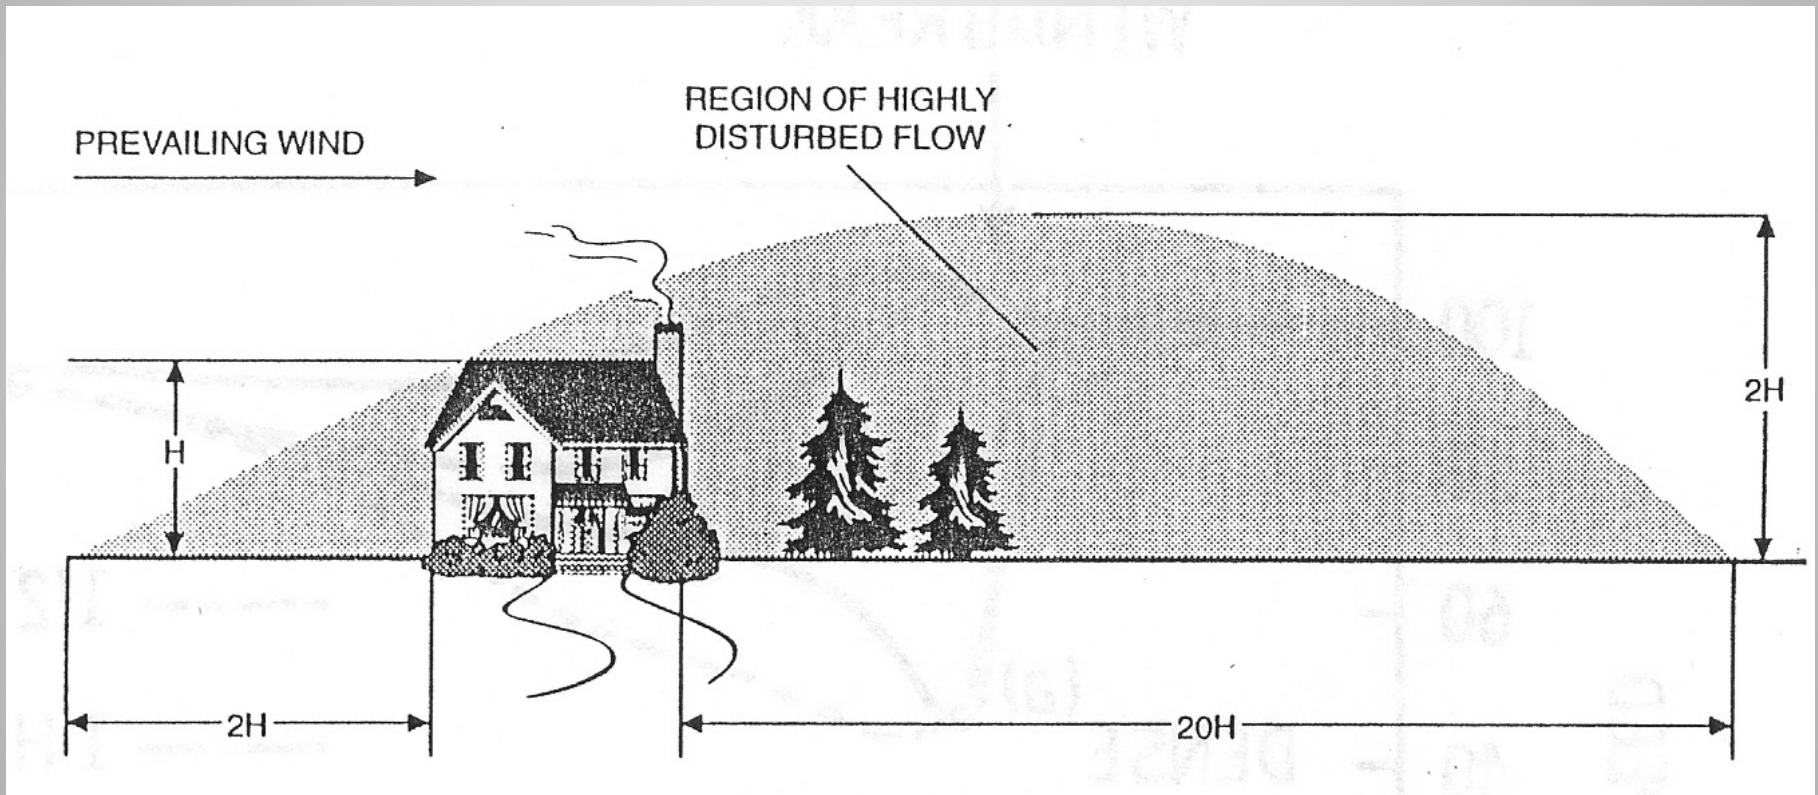 PREVAILING WIND
REGION OF HIGHLY
DISTURBED FLOW
H
2H
2H
20H